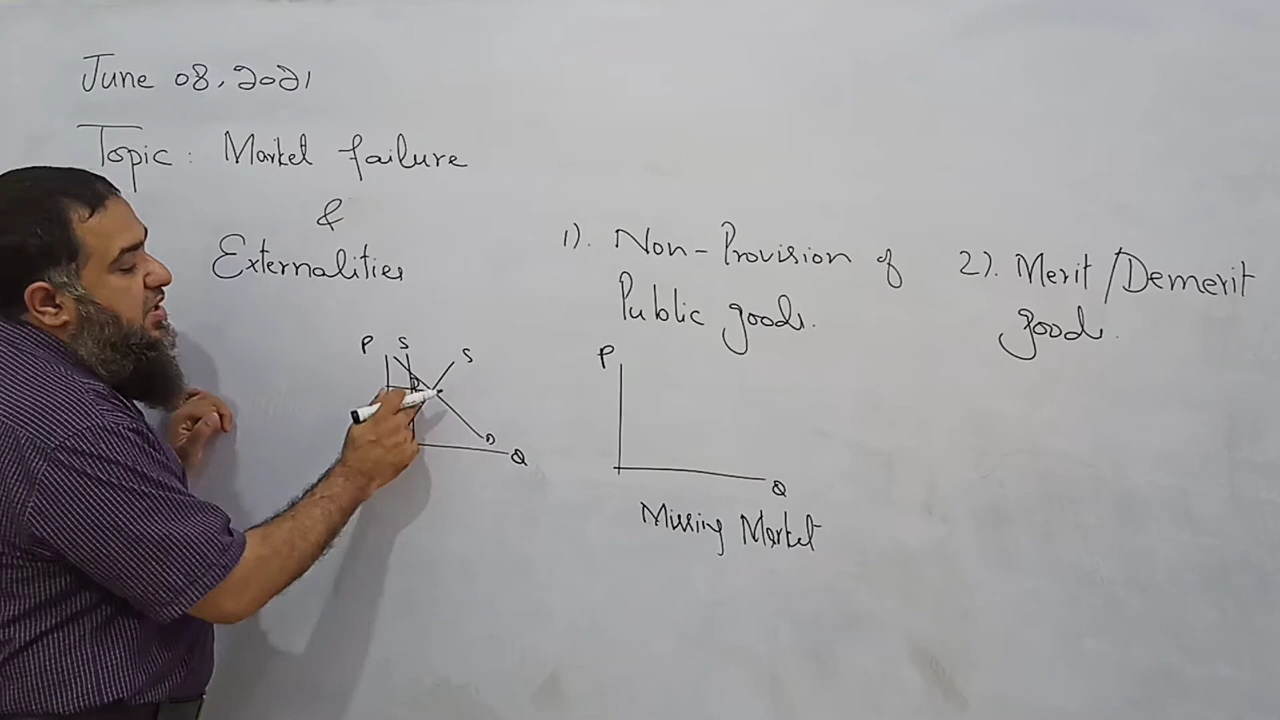 June 08, 2021
Topic: Market failure
&
Externalities
1). Non-Provision of
Public goods.
2). Merit/Demerit
goods.
P S S
D
Q
P
Q
Missing Market